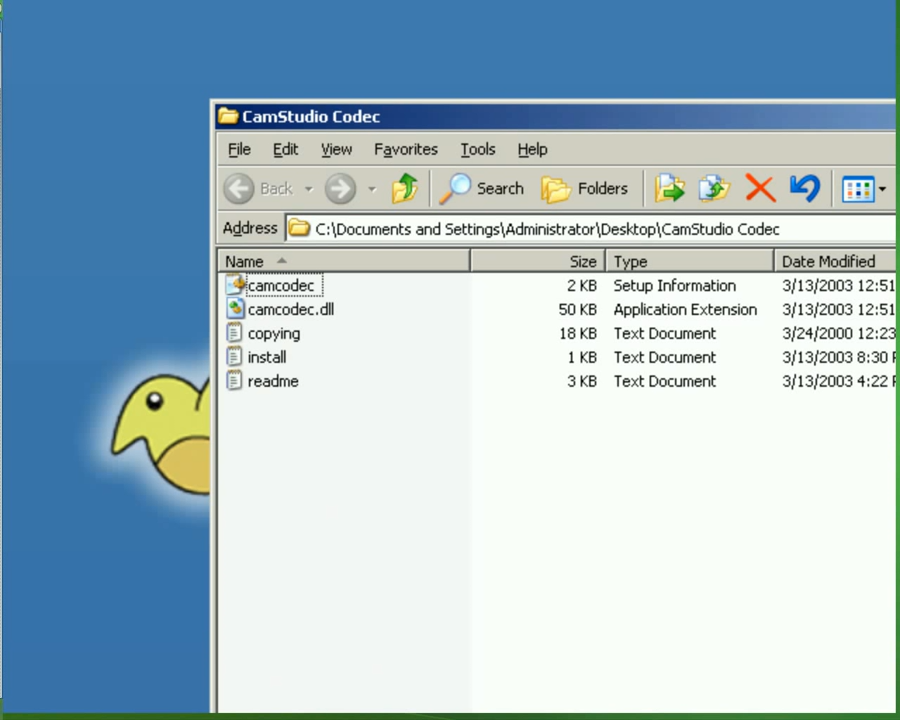 CamStudio Codec
File Edit View Favorites Tools Help
Back Search Folders
Address C:\Documents and Settings\Administrator\Desktop\CamStudio Codec
Name Size Type Date Modified
camcodec 2 KB Setup Information 3/13/2003 12:51
camcodec.dll 50 KB Application Extension 3/13/2003 12:51
copying 18 KB Text Document 3/24/2000 12:23
install 1 KB Text Document 3/13/2003 8:30
readme 3 KB Text Document 3/13/2003 4:22